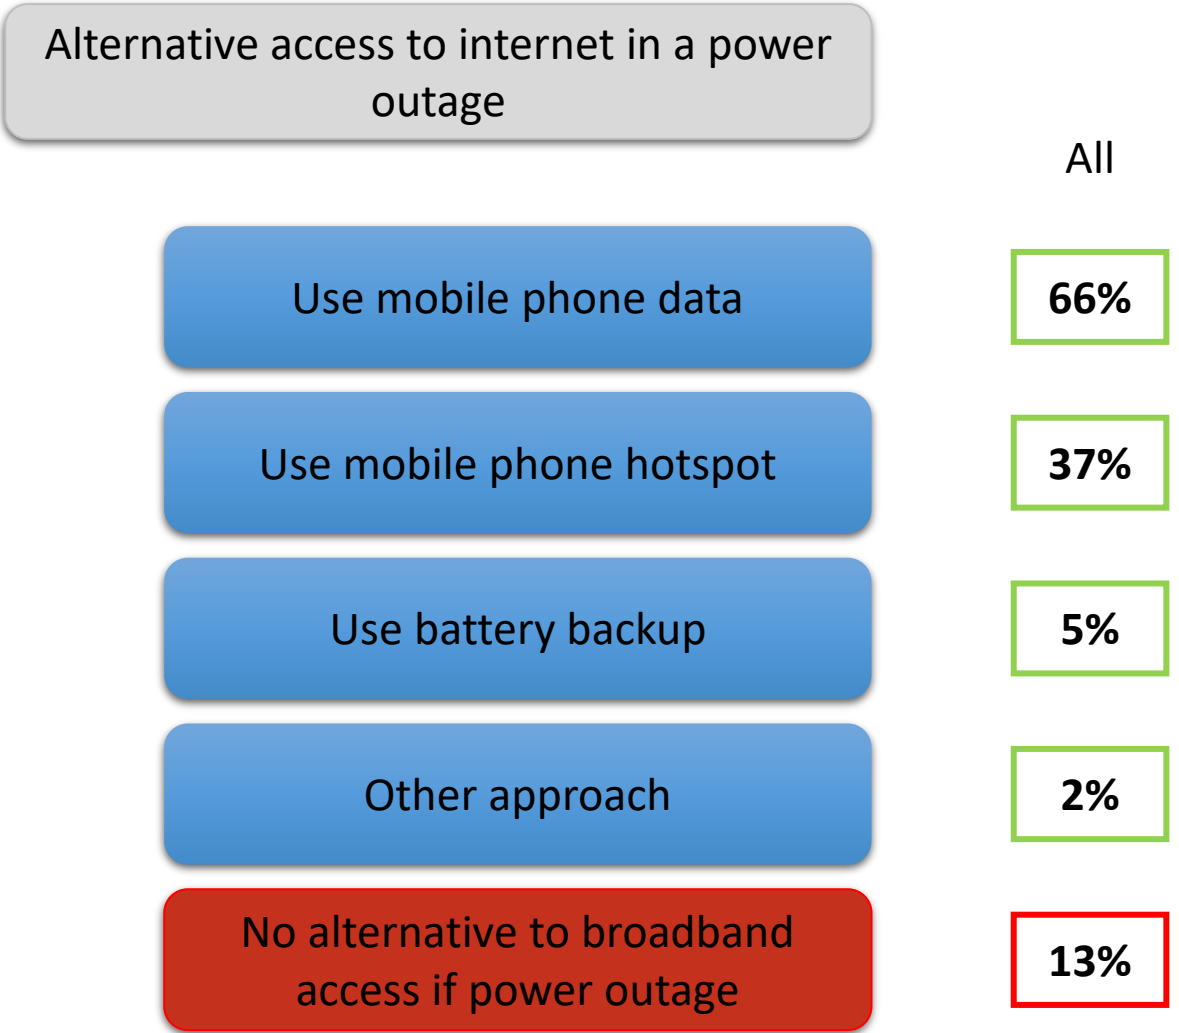 Alternative access to internet in a power
outage
All
Use mobile phone data
66%
Use mobile phone hotspot
37%
Use battery backup
5%
Other approach
2%
No alternative to broadband
access if power outage
13%